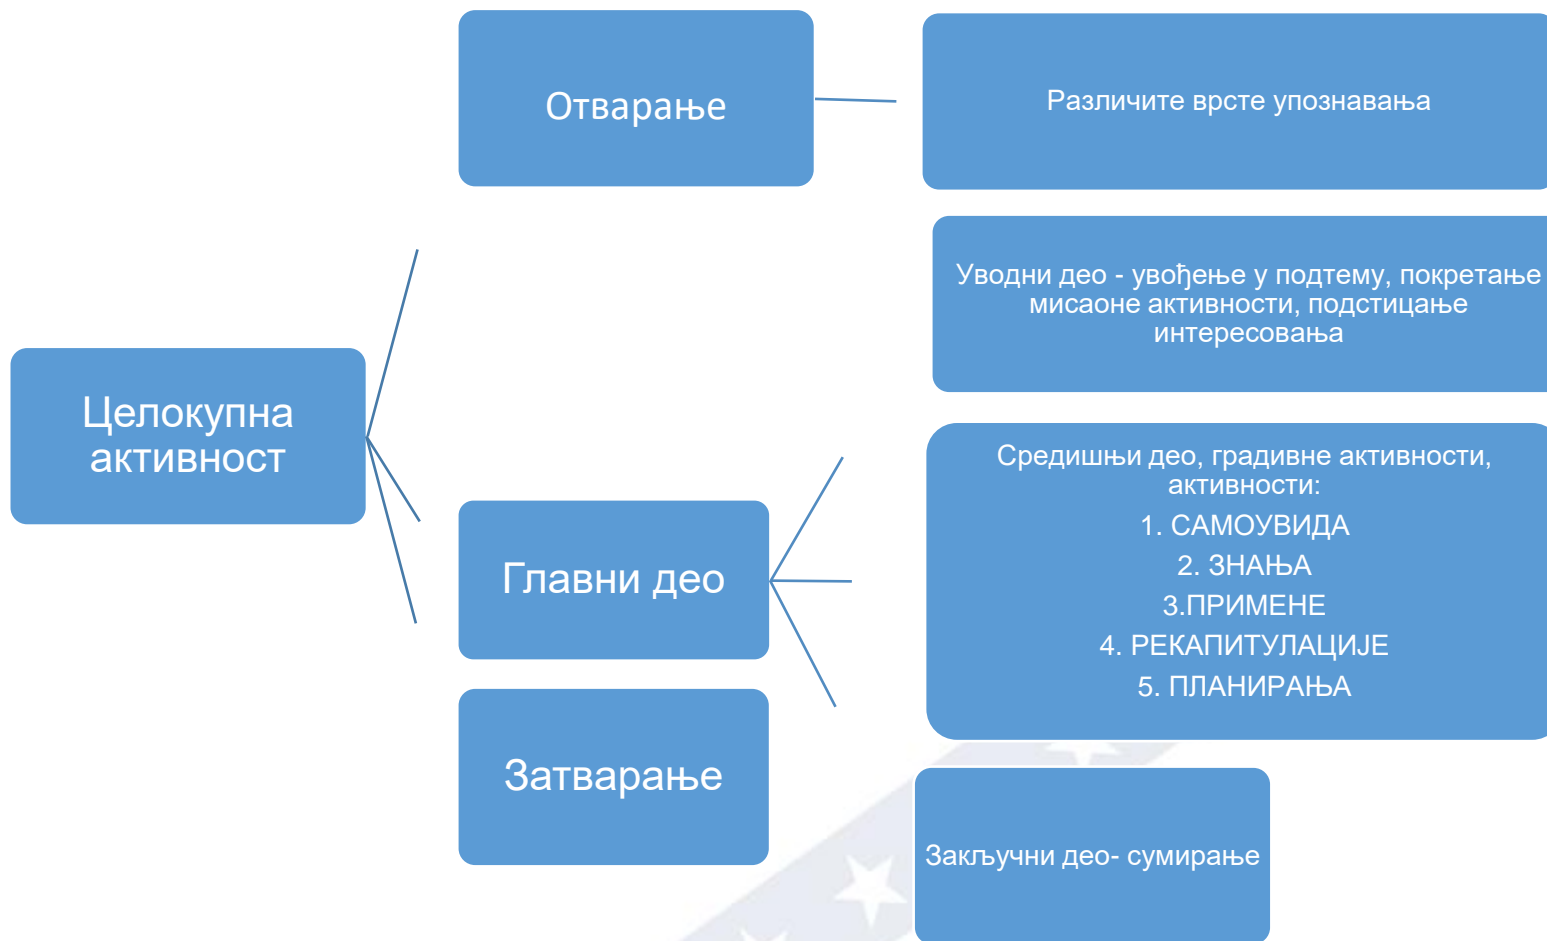 Отварање
Различите врсте упознавања
Уводни део - увођење у подтему, покретање
мисаоне активности, подстицање
интересовања
Целокупна
активност
Средишњи део, градивне активности,
активности:
1. САМОУВИДА
2. ЗНАЊА
3.ПРИМЕНЕ
4. РЕКАПИТУЛАЦИЈЕ
5. ПЛАНИРАЊА
Главни део
Затварање
Закључни део- сумирање